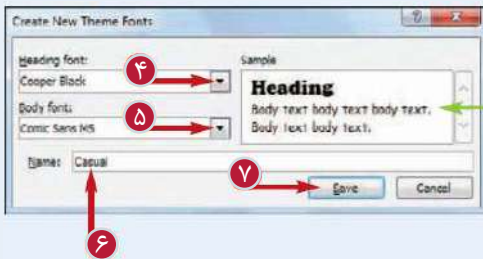 Create New Theme Fonts
Heading font:
Cooper Black
۴
Body font:
Comic Sans MS
۵
Sample
Heading
Body text body text body text.
Body text body text.
Name: Casual
۷
Save
Cancel
۶